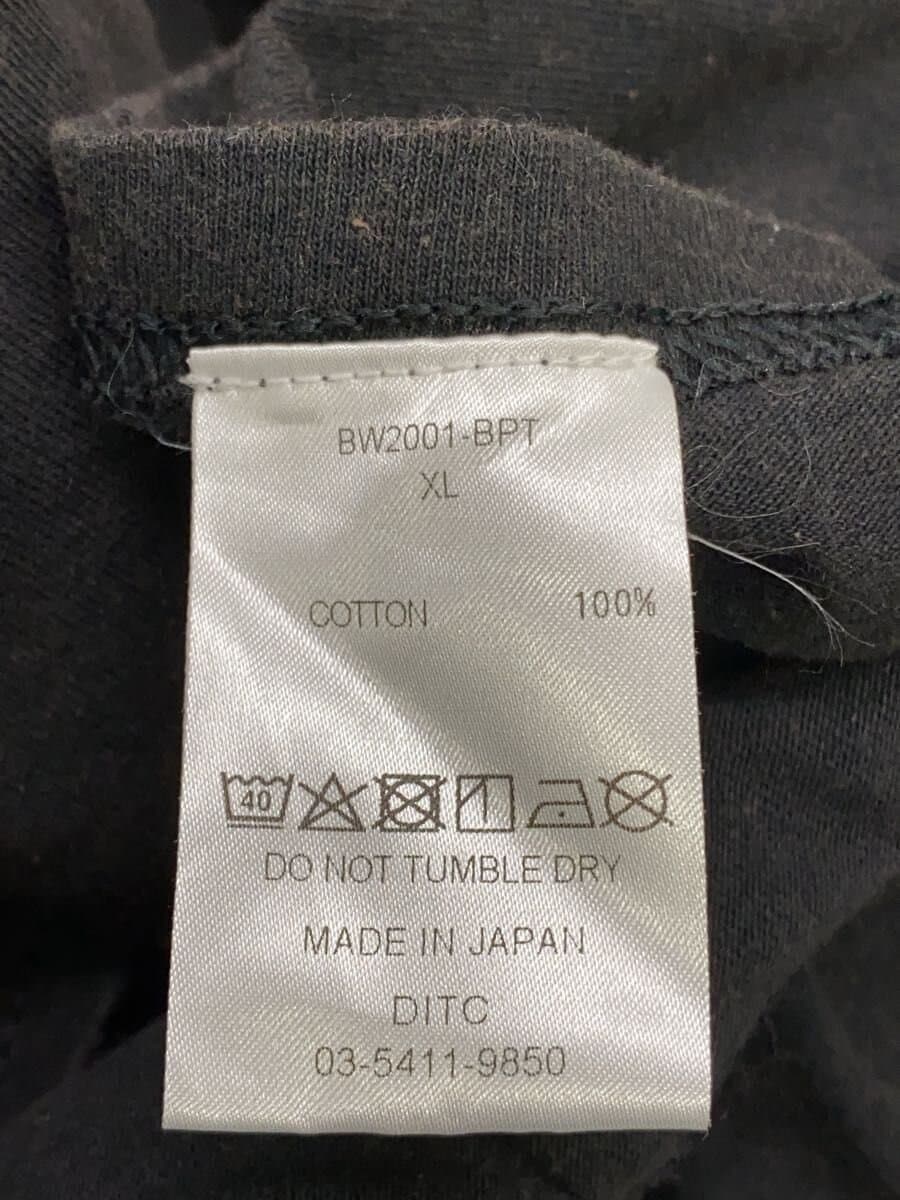 BW2001-BPT
XL
COTTON 100%
40
DO NOT TUMBLE DRY
MADE IN JAPAN
DITC
03-5411-9850